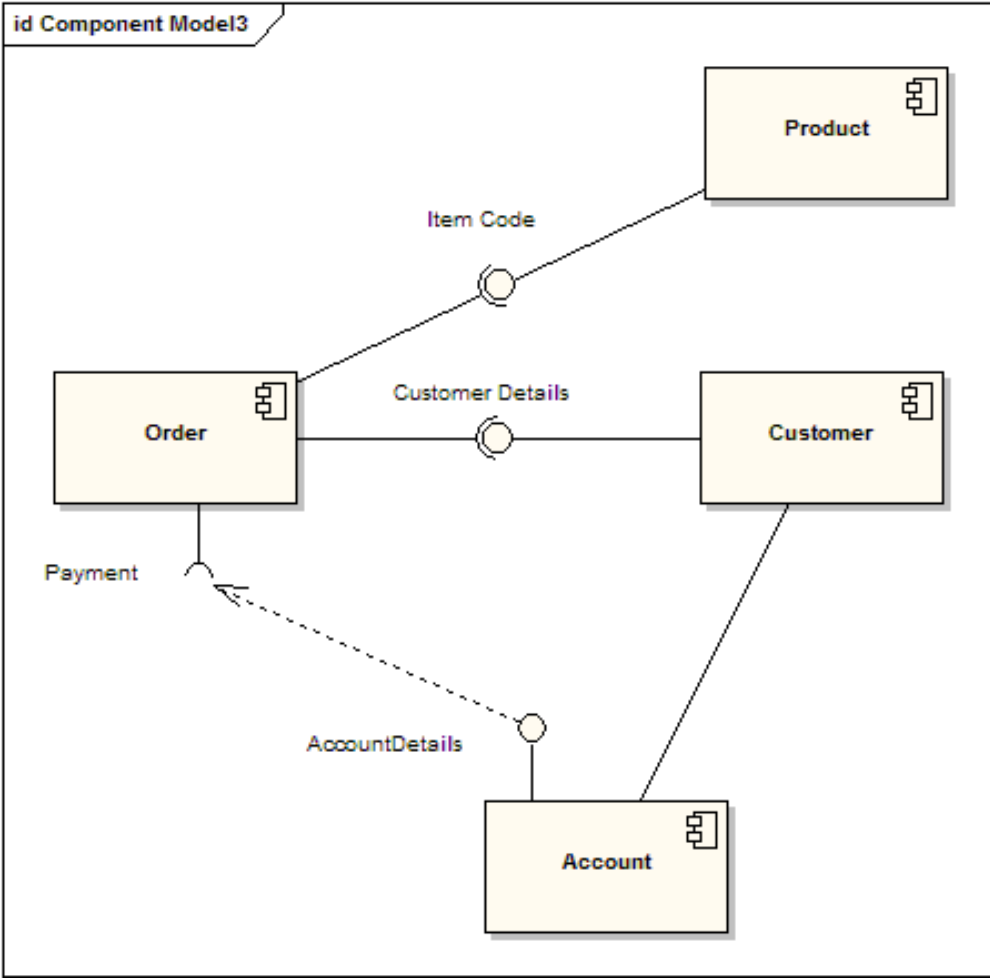 id Component Model3
Product
Item Code
Customer Details
Order
Customer
Payment
AccountDetails
Account